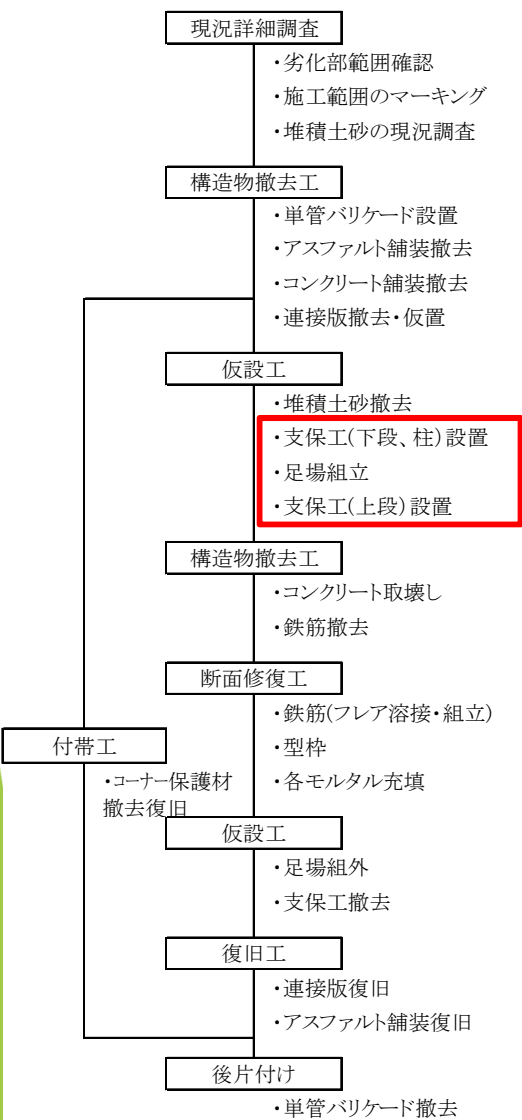 現況詳細調査
・劣化部範囲確認
・施工範囲のマーキング
・堆積土砂の現況調査
構造物撤去工
・単管バリケード設置
・アスファルト舗装撤去
・コンクリート舗装撤去
・連接版撤去・仮置
仮設工
・堆積土砂撤去
・支保工(下段、柱)設置
・足場組立
・支保工(上段)設置
構造物撤去工
・コンクリート取壊し
・鉄筋撤去
断面修復工
・鉄筋(フレア溶接・組立)
・型枠
・各モルタル充填
付帯工
・コーナー保護材
撤去復旧
仮設工
・足場組外
・支保工撤去
復旧工
・連接版復旧
・アスファルト舗装復旧
後片付け
・単管バリケード撤去